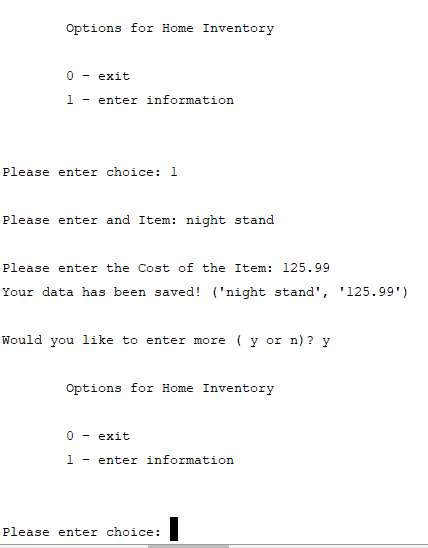 Options for Home Inventory
0 - exit
1 - enter information
Please enter choice: 1
Please enter and Item: night stand
Please enter the Cost of the Item: 125.99
Your data has been saved! ('night stand', '125.99')
Would you like to enter more ( y or n)? y
Options for Home Inventory
0 - exit
1 - enter information
Please enter choice: